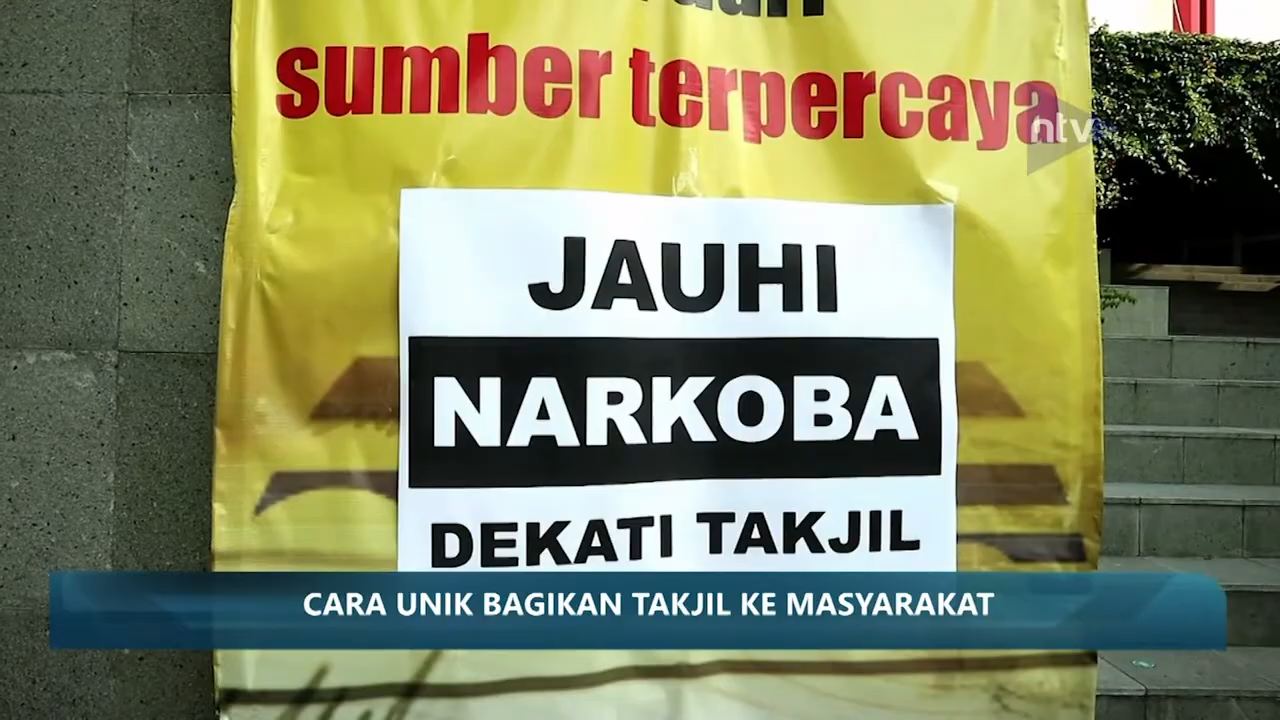 sumber terpercaya
ntv
JAUHI
NARKOBA
DEKATI TAKJIL
CARA UNIK BAGIKAN TAKJIL KE MASYARAKAT